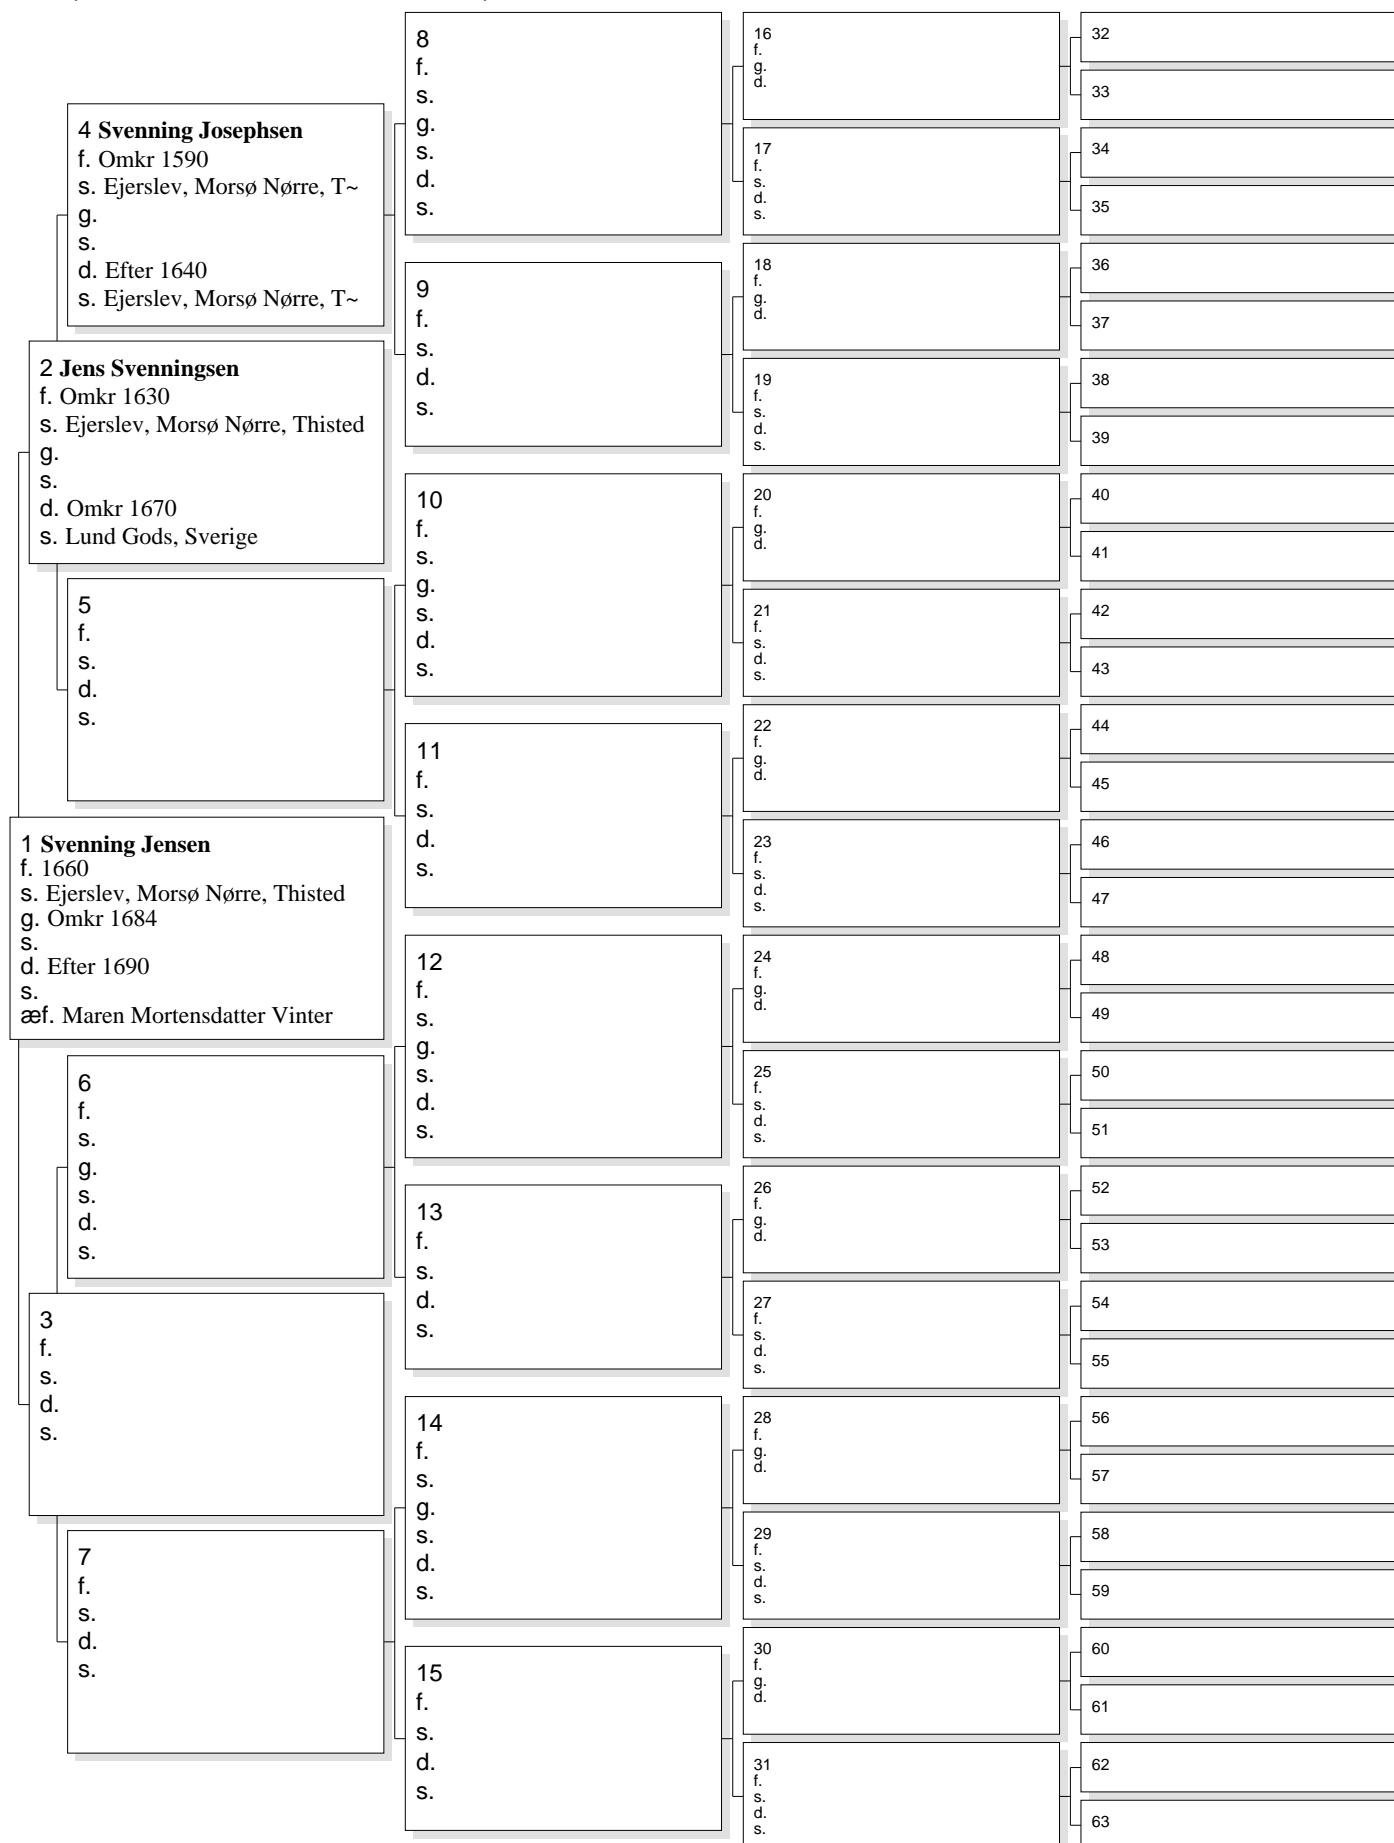 4 Svenning Josephsen
f. Omkr 1590
s. Ejerslev, Morsø Nørre, T~
g.
s.
d. Efter 1640
s. Ejerslev, Morsø Nørre, T~
2 Jens Svenningsen
f. Omkr 1630
s. Ejerslev, Morsø Nørre, Thisted
g.
s.
d. Omkr 1670
s. Lund Gods, Sverige
5
f.
s.
d.
s.
1 Svenning Jensen
f. 1660
s. Ejerslev, Morsø Nørre, Thisted
g. Omkr 1684
s.
d. Efter 1690
s.
æf. Maren Mortensdatter Vinter
6
f.
s.
g.
s.
d.
s.
3
f.
s.
d.
s.
7
f.
s.
d.
s.
8
f.
s.
g.
s.
d.
s.
9
f.
s.
d.
s.
10
f.
s.
g.
s.
d.
s.
11
f.
s.
d.
s.
12
f.
s.
g.
s.
d.
s.
13
f.
s.
d.
s.
14
f.
s.
g.
s.
d.
s.
15
f.
s.
d.
s.
16
f.
g.
d.
17
f.
s.
d.
s.
18
f.
g.
d.
19
f.
s.
d.
s.
20
f.
g.
d.
21
f.
s.
d.
s.
22
f.
g.
d.
23
f.
s.
d.
s.
24
f.
g.
d.
25
f.
s.
d.
s.
26
f.
g.
d.
27
f.
s.
d.
s.
28
f.
g.
d.
29
f.
s.
d.
s.
30
f.
g.
d.
31
f.
s.
d.
s.
32
33
34
35
36
37
38
39
40
41
42
43
44
45
46
47
48
49
50
51
52
53
54
55
56
57
58
59
60
61
62
63